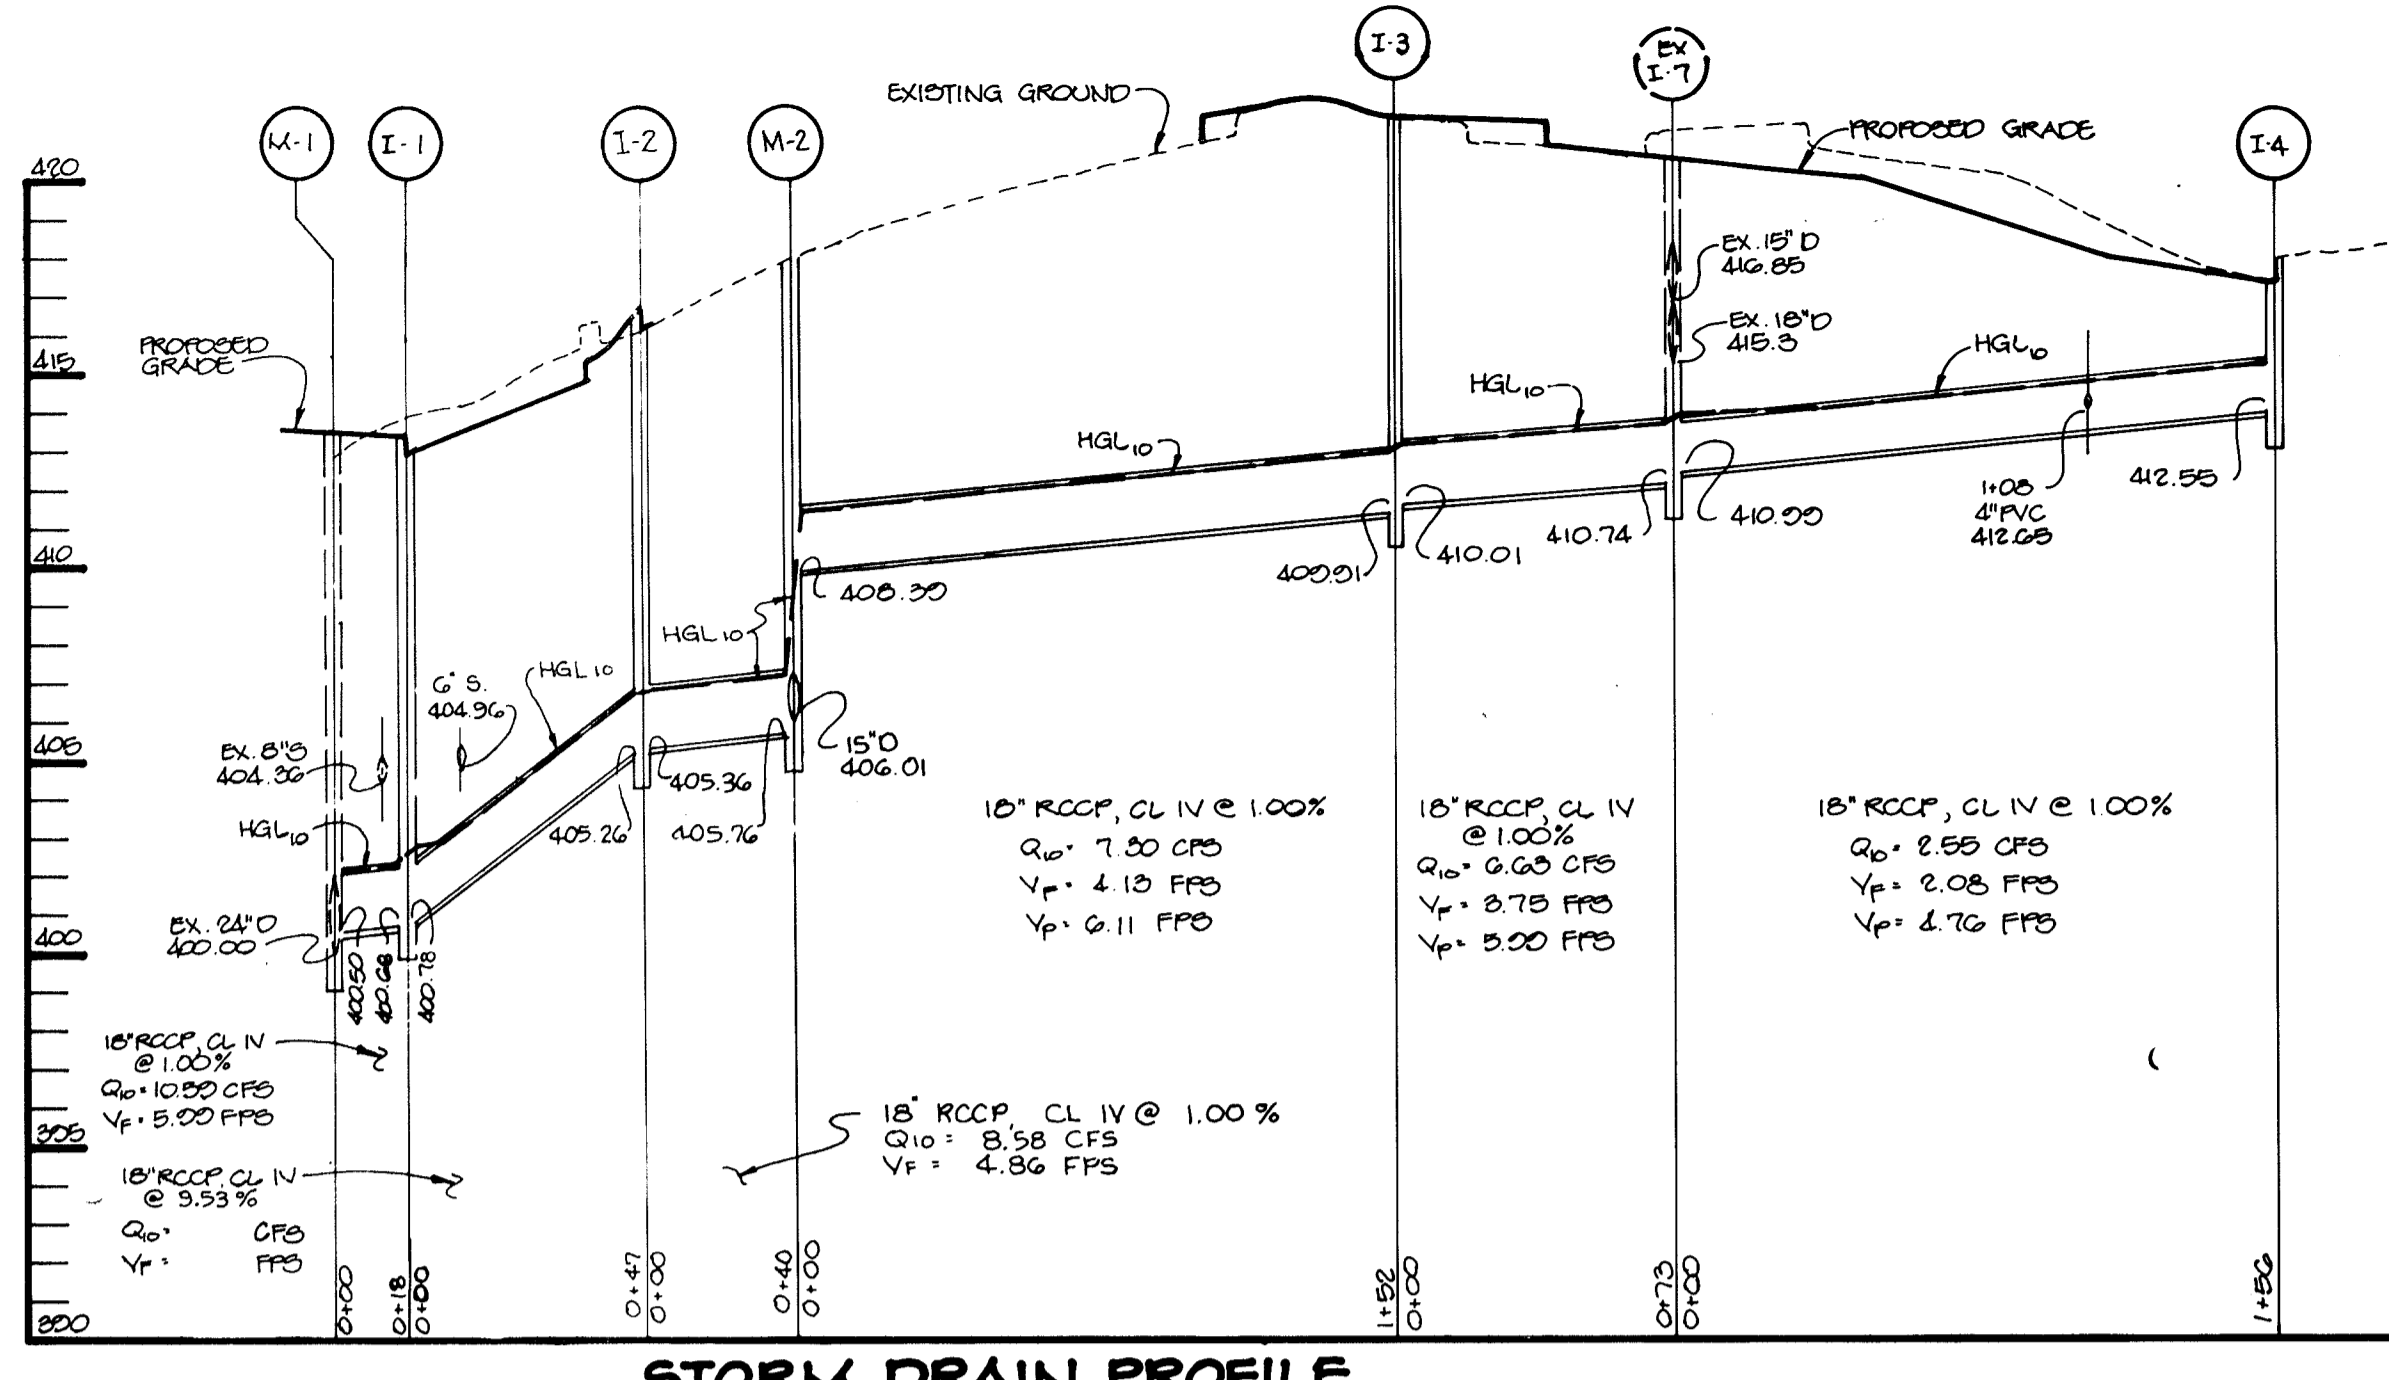 M-1
I-1
I-2
M-2
I-3
EX
I-7
I-4
EXISTING GROUND
PROPOSED GRADE
420
415
410
405
400
395
390
PROPOSED
GRADE
EX. 15" D
416.85
EX. 18" D
415.3
HGL10
HGL10
HGL10
HGL10
HGL10
HGL10
408.39
409.91
410.01
410.74
410.99
1+08
4" PVC
412.65
412.55
6" S.
404.96
EX. 8" S
404.36
405.26
405.36
405.76
15" D
406.01
EX. 24" D
400.00
400.50
400.68
400.78
18" RCCP, CL IV @ 1.00%
Q10= 7.30 CFS
VF= 4.13 FPS
VP= 6.11 FPS
18" RCCP, CL IV
@ 1.00%
Q10= 6.63 CFS
VF= 3.75 FPS
VP= 5.99 FPS
18" RCCP, CL IV @ 1.00%
Q10= 2.55 CFS
VF= 2.08 FPS
VP= 4.76 FPS
18" RCCP, CL IV
@ 1.00%
Q10= 10.59 CFS
VF= 5.99 FPS
18" RCCP, CL IV @ 1.00 %
Q10 = 8.58 CFS
VF = 4.86 FPS
18" RCCP, CL IV
@ 9.53 %
Q10= CFS
VF= FPS
0+00
0+18
0+00
0+47
0+00
0+40
0+00
1+52
0+00
0+73
0+00
1+56
STORM DRAIN PROFILE